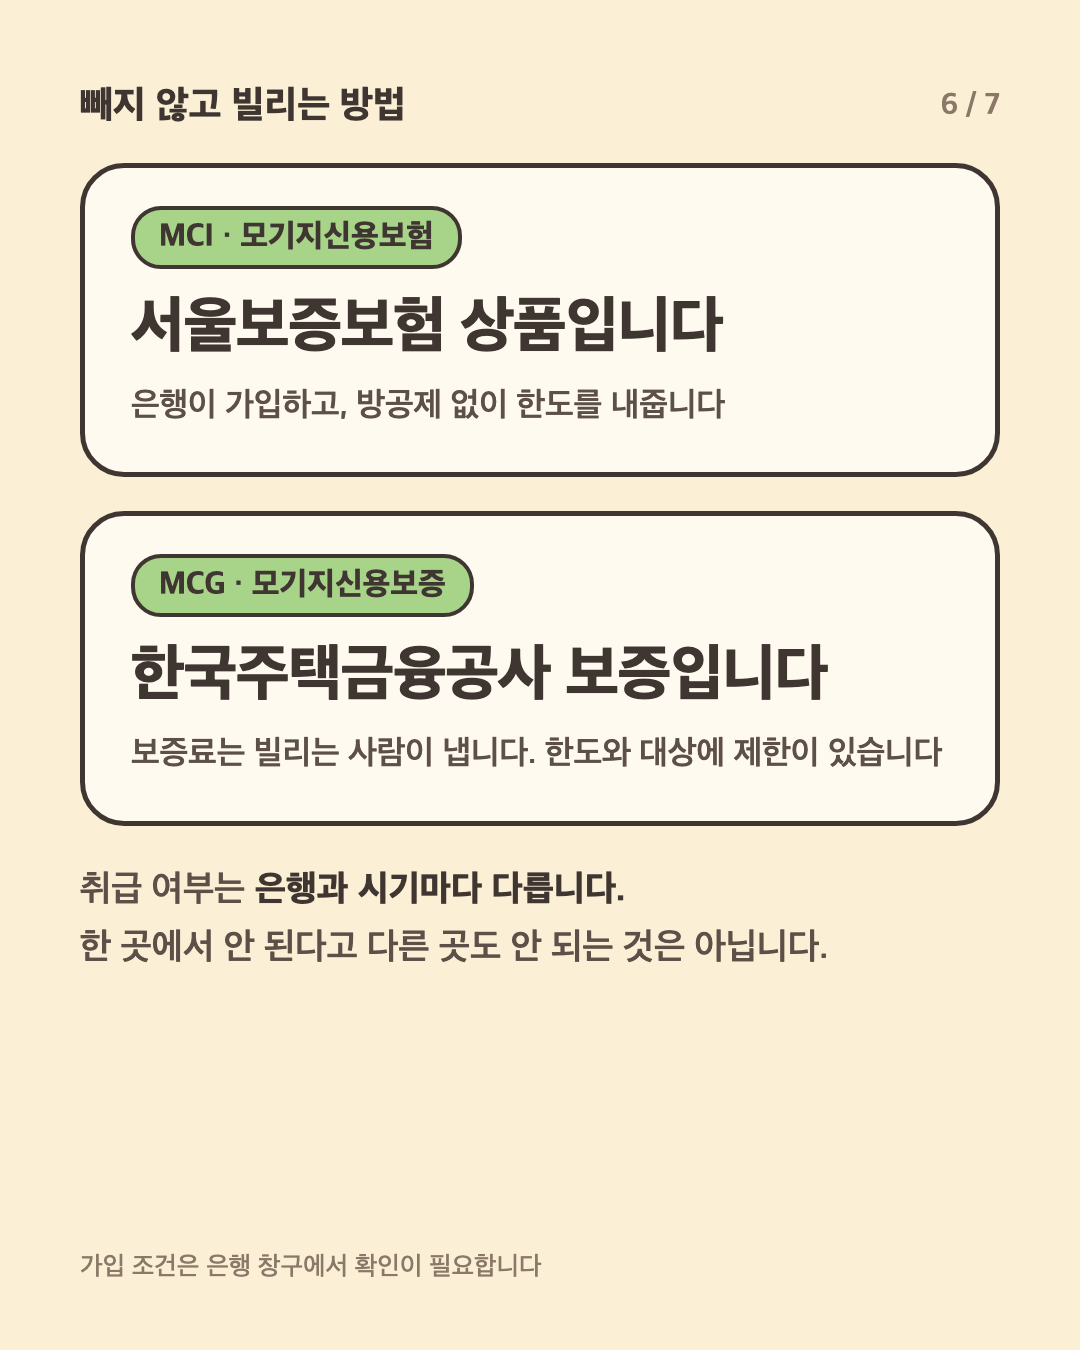 빼지 않고 빌리는 방법
6 / 7
MCI · 모기지신용보험
서울보증보험 상품입니다
은행이 가입하고, 방공제 없이 한도를 내줍니다
MCG · 모기지신용보증
한국주택금융공사 보증입니다
보증료는 빌리는 사람이 냅니다. 한도와 대상에 제한이 있습니다
취급 여부는 은행과 시기마다 다릅니다.
한 곳에서 안 된다고 다른 곳도 안 되는 것은 아닙니다.
가입 조건은 은행 창구에서 확인이 필요합니다